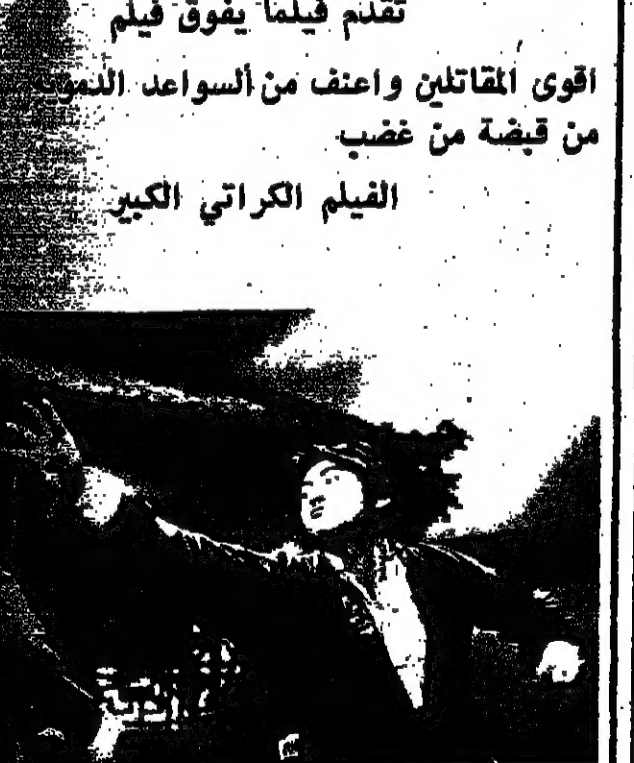 تقدم فيلما يفوق فيلم
اقوى المقاتلين واعنف من السواعد الدموية
من قبضة من غضب
الفيلم الكراتي الكبير